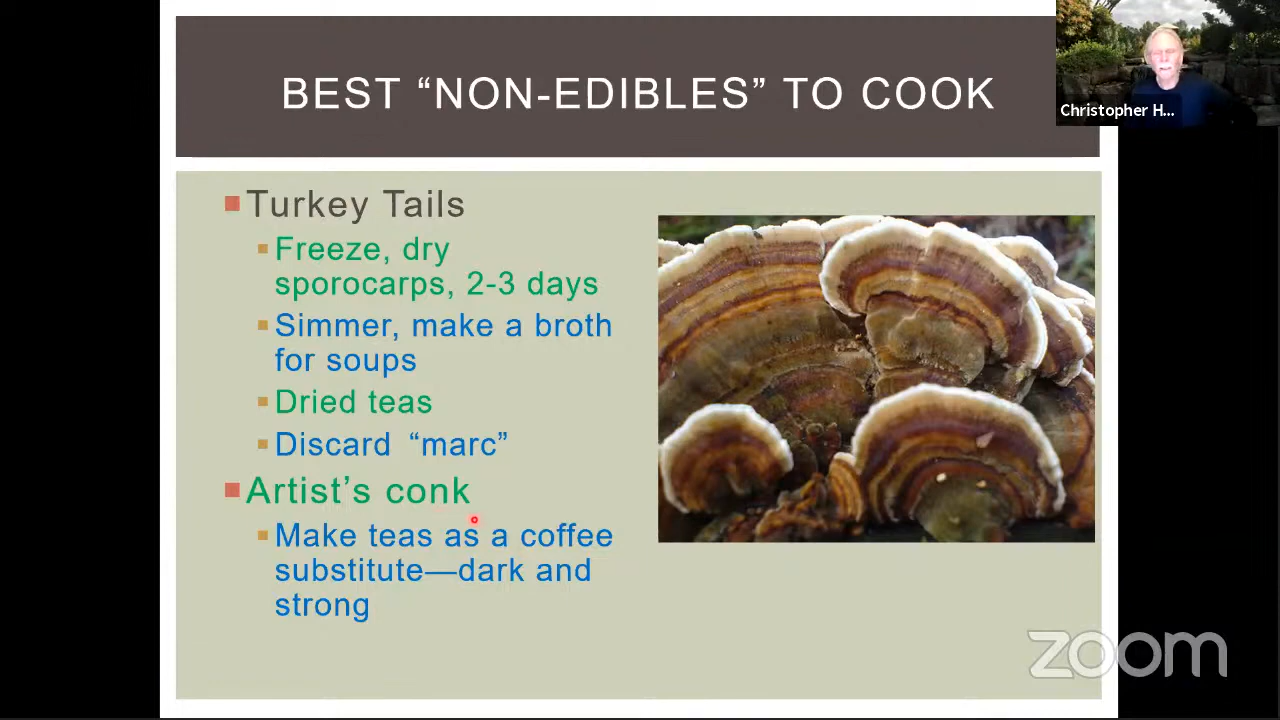 BEST “NON-EDIBLES” TO COOK
Christopher H...
Turkey Tails
Freeze, dry
sporocarps, 2-3 days
Simmer, make a broth
for soups
Dried teas
Discard “marc”
Artist’s conk
Make teas as a coffee
substitute—dark and
strong
zoom